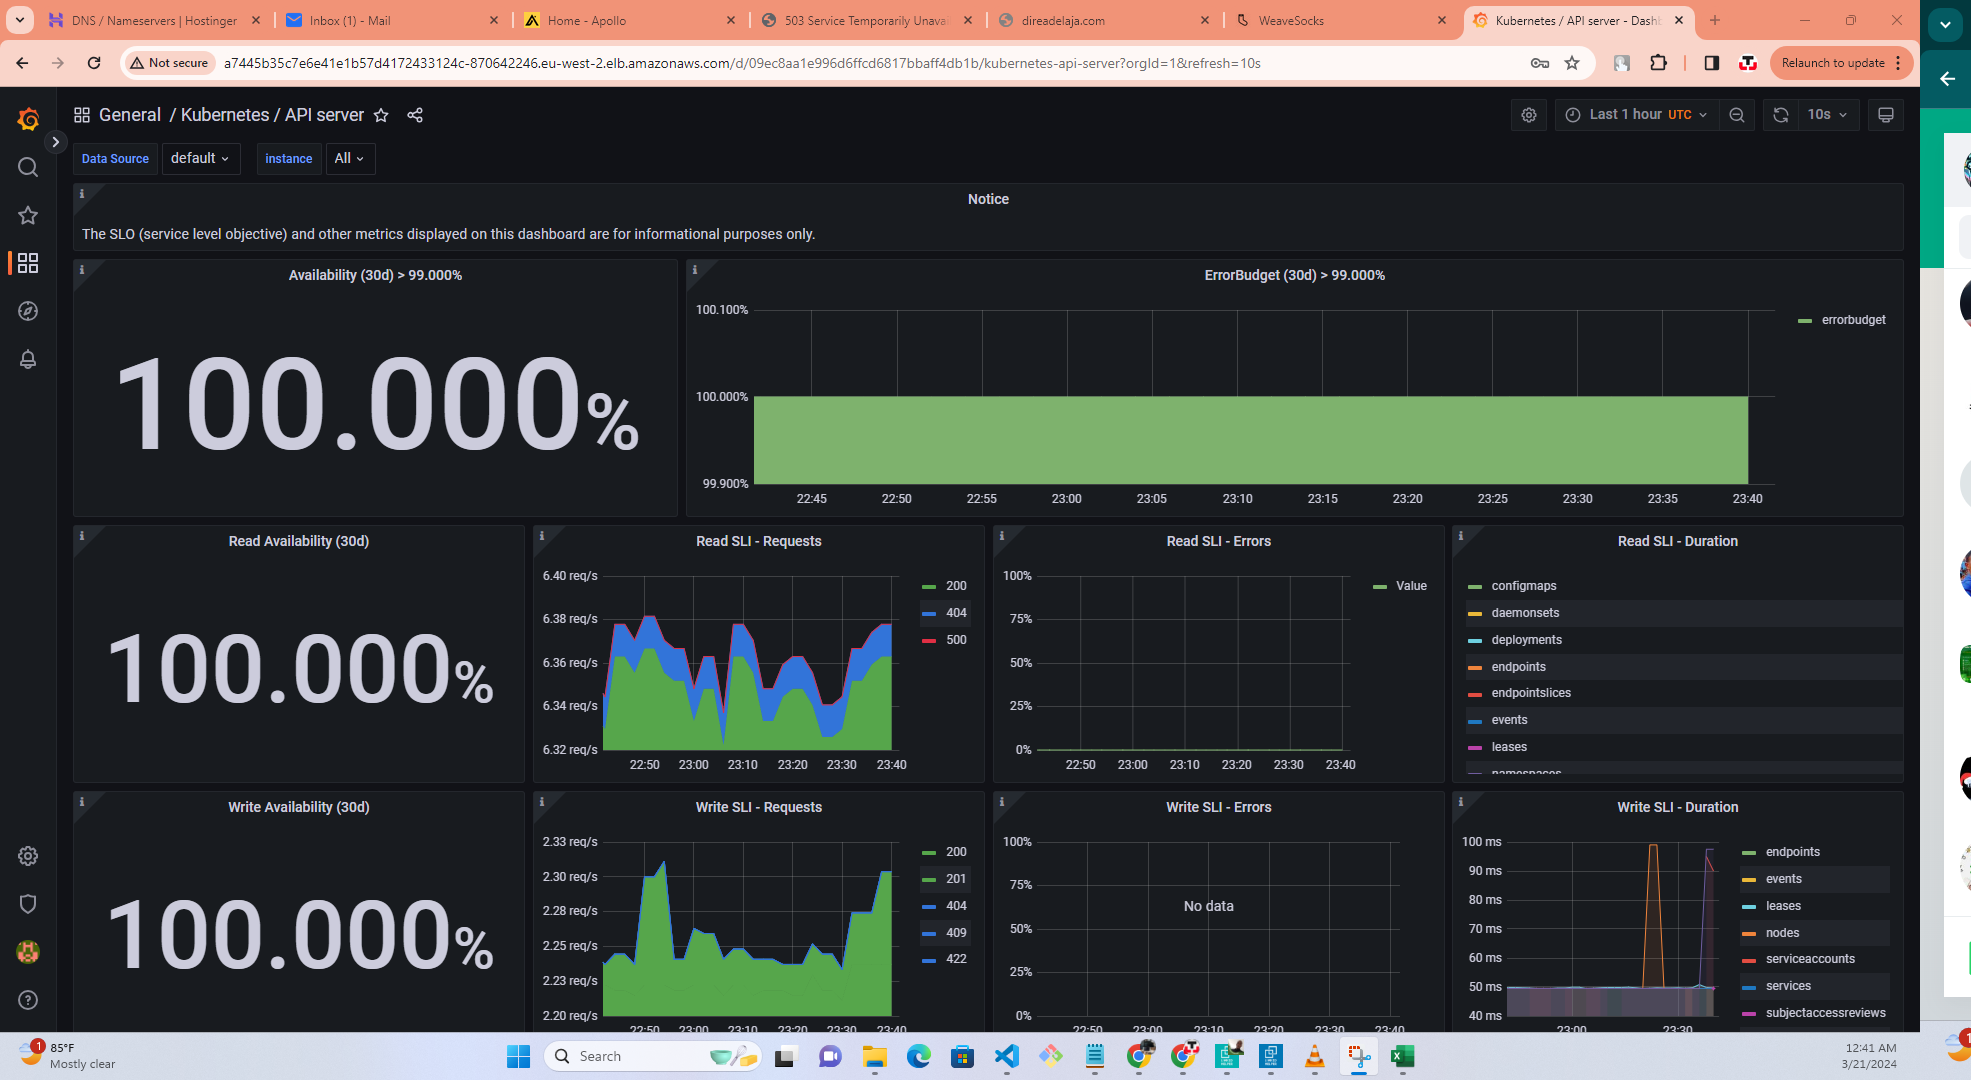 DNS / Nameservers | Hostinger
Inbox (1) - Mail
Home - Apollo
503 Service Temporarily Unavai
direadelaja.com
WeaveSocks
Kubernetes / API server - Dashb
Not secure
a7445b35c7e6e41e1b57d4172433124c-870642246.eu-west-2.elb.amazonaws.com/d/09ec8aa1e996d6ffcd6817bbaff4db1b/kubernetes-api-server?orgId=1&refresh=10s
Relaunch to update
General / Kubernetes / API server
Last 1 hour UTC
10s
Data Source
default
instance
All
Notice
The SLO (service level objective) and other metrics displayed on this dashboard are for informational purposes only.
Availability (30d) > 99.000%
100.000%
ErrorBudget (30d) > 99.000%
100.100%
100.000%
99.900%
22:45 22:50 22:55 23:00 23:05 23:10 23:15 23:20 23:25 23:30 23:35 23:40
errorbudget
Read Availability (30d)
100.000%
Read SLI - Requests
6.40 req/s
6.38 req/s
6.36 req/s
6.34 req/s
6.32 req/s
22:50 23:00 23:10 23:20 23:30 23:40
200
404
500
Read SLI - Errors
100%
75%
50%
25%
0%
22:50 23:00 23:10 23:20 23:30 23:40
Value
Read SLI - Duration
configmaps
daemonsets
deployments
endpoints
endpointslices
events
leases
namespaces
Write Availability (30d)
100.000%
Write SLI - Requests
2.33 req/s
2.30 req/s
2.28 req/s
2.25 req/s
2.23 req/s
2.20 req/s
22:50 23:00 23:10 23:20 23:30 23:40
200
201
404
409
422
Write SLI - Errors
100%
75%
50%
25%
0%
No data
22:50 23:00 23:10 23:20 23:30 23:40
Write SLI - Duration
100 ms
90 ms
80 ms
70 ms
60 ms
50 ms
40 ms
23:00 23:30
endpoints
events
leases
nodes
serviceaccounts
services
subjectaccessreviews
1
85°F
Mostly clear
Search
12:41 AM
3/21/2024